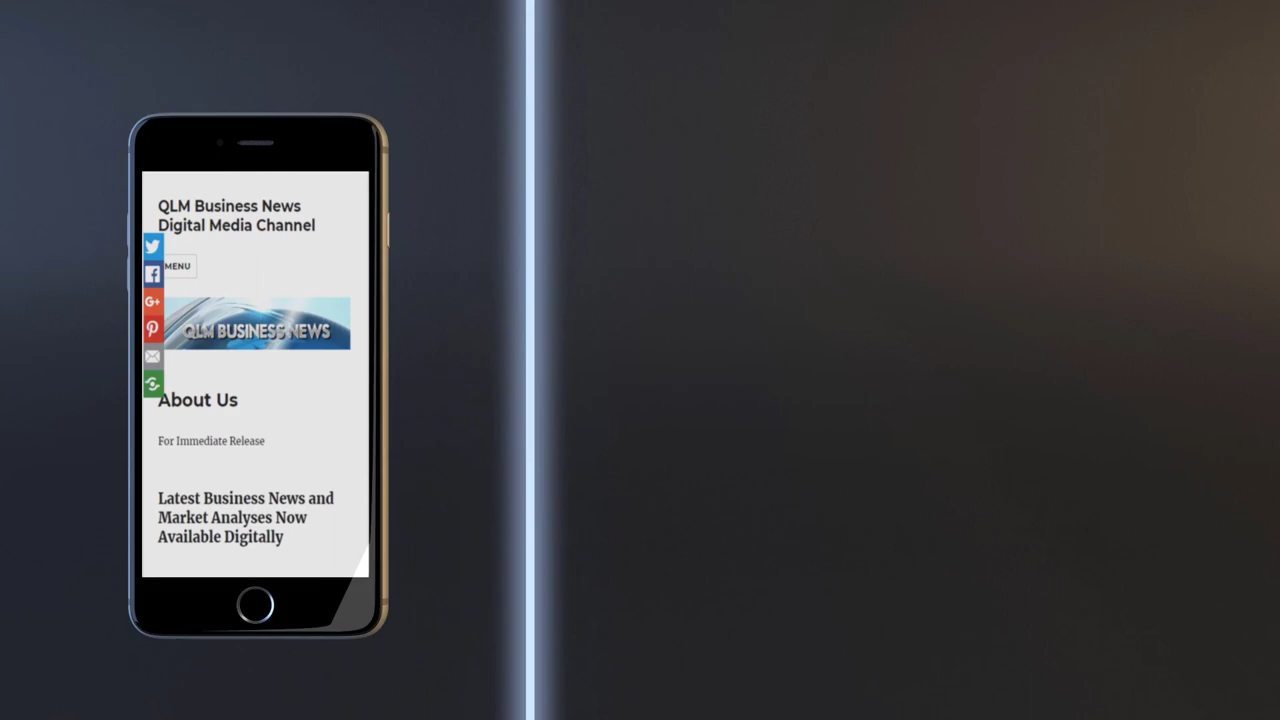 QLM Business News
Digital Media Channel
MENU
QLM BUSINESS NEWS
About Us
For Immediate Release
Latest Business News and
Market Analyses Now
Available Digitally